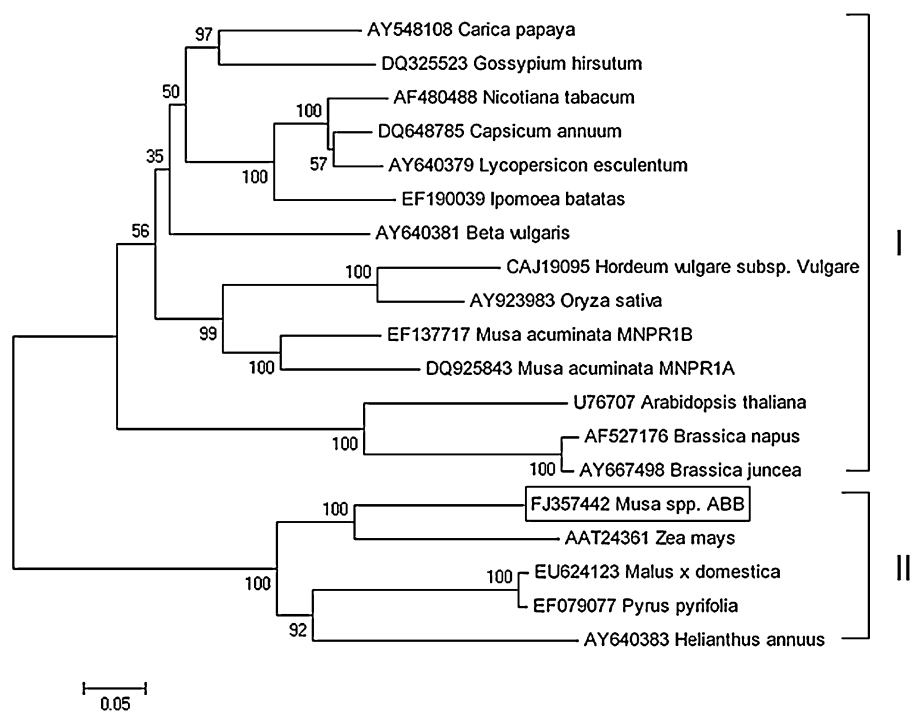 97
AY548108 Carica papaya
DQ325523 Gossypium hirsutum
50
AF480488 Nicotiana tabacum
100
DQ648785 Capsicum annuum
35
57
AY640379 Lycopersicon esculentum
100
EF190039 Ipomoea batatas
56
AY640381 Beta vulgaris
I
100
CAJ19095 Hordeum vulgare subsp. Vulgare
AY923983 Oryza sativa
99
EF137717 Musa acuminata MNPR1B
100
DQ925843 Musa acuminata MNPR1A
U76707 Arabidopsis thaliana
100
AF527176 Brassica napus
100
AY667498 Brassica juncea
100
FJ357442 Musa spp. ABB
AAT24361 Zea mays
II
100
100
EU624123 Malus x domestica
EF079077 Pyrus pyrifolia
92
AY640383 Helianthus annuus
0.05